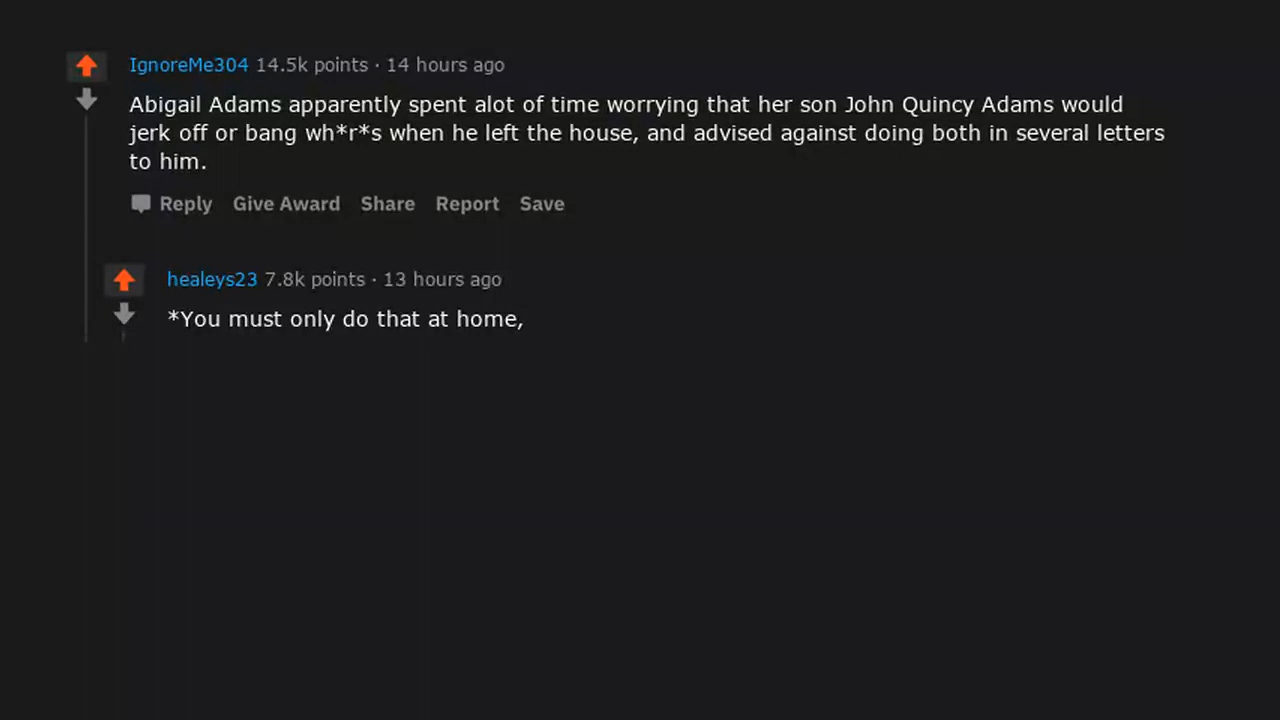 IgnoreMe304 14.5k points · 14 hours ago
Abigail Adams apparently spent alot of time worrying that her son John Quincy Adams would
jerk off or bang wh*r*s when he left the house, and advised against doing both in several letters
to him.
Reply Give Award Share Report Save
healeys23 7.8k points · 13 hours ago
*You must only do that at home,